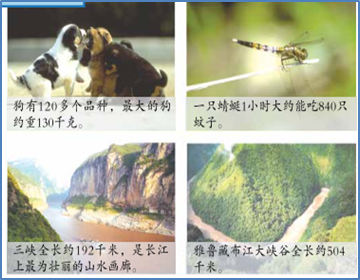 狗有120多个品种，最大的狗
约重130千克。
一只蜻蜓1小时大约能吃840只
蚊子。
三峡全长约192千米，是长江
上最为壮丽的山水画廊。
雅鲁藏布江大峡谷全长约504
千米。